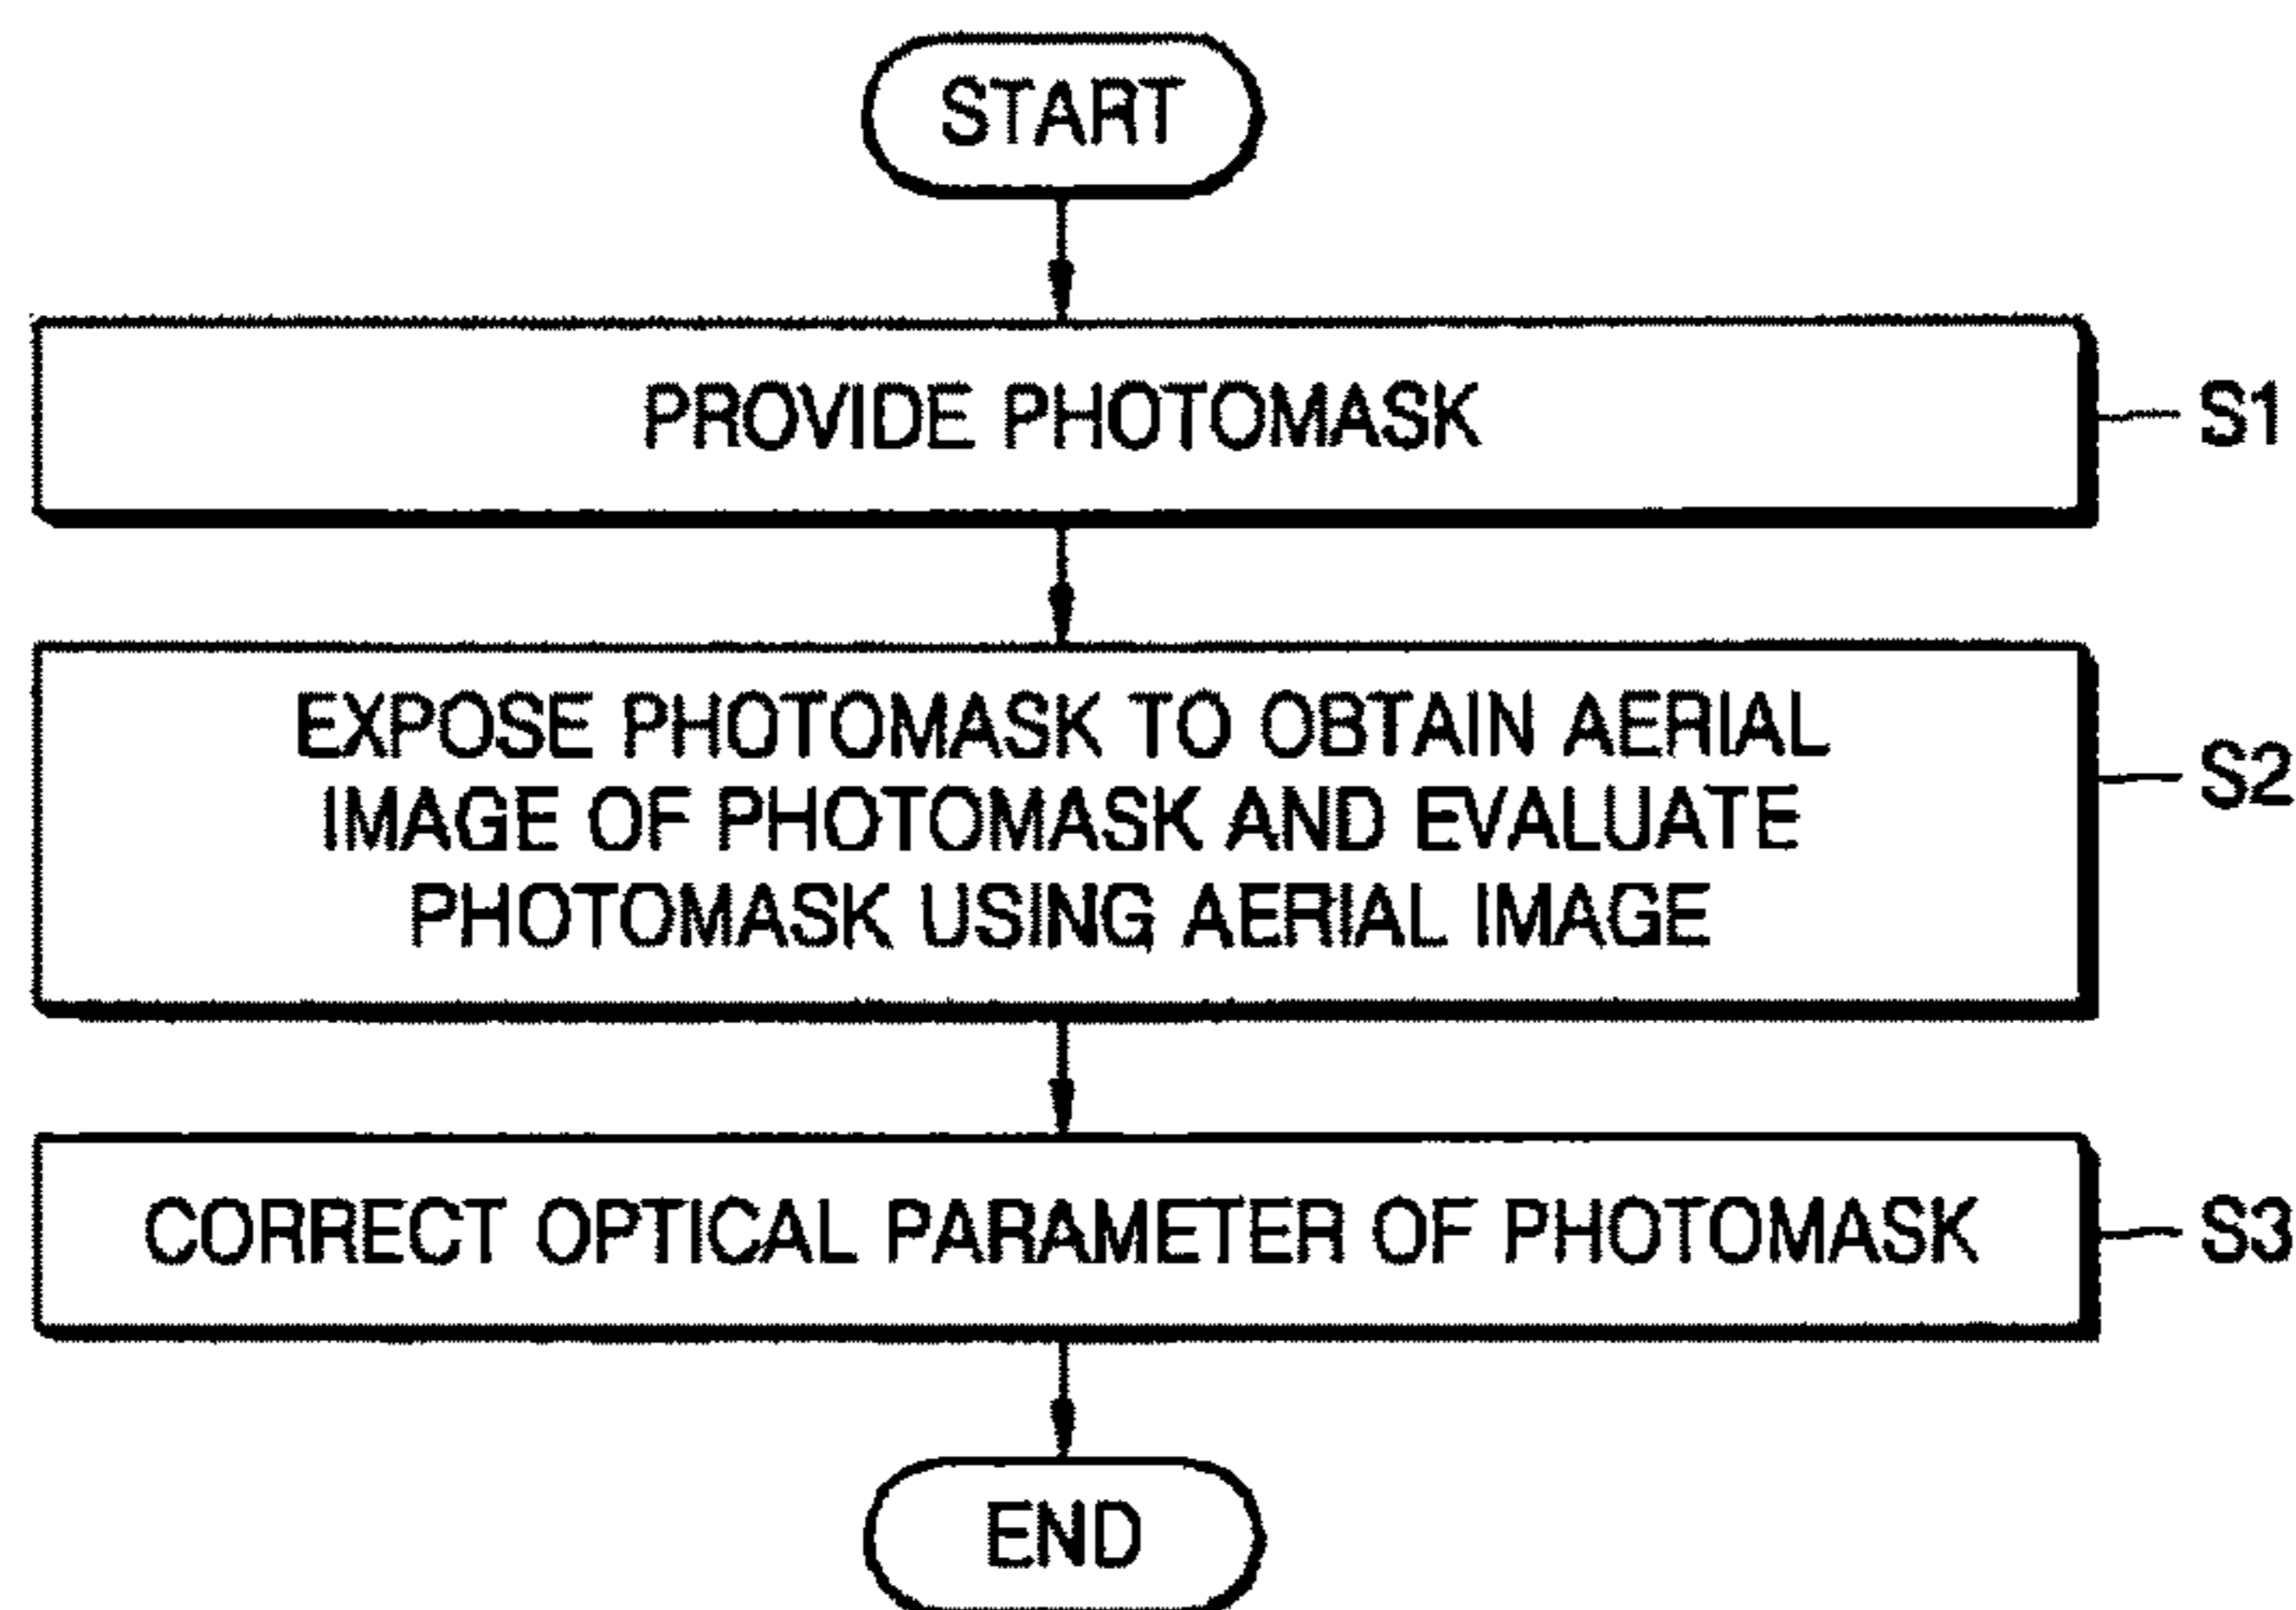 START
PROVIDE PHOTOMASK
S1
EXPOSE PHOTOMASK TO OBTAIN AERIAL
IMAGE OF PHOTOMASK AND EVALUATE
PHOTOMASK USING AERIAL IMAGE
S2
CORRECT OPTICAL PARAMETER OF PHOTOMASK
S3
END